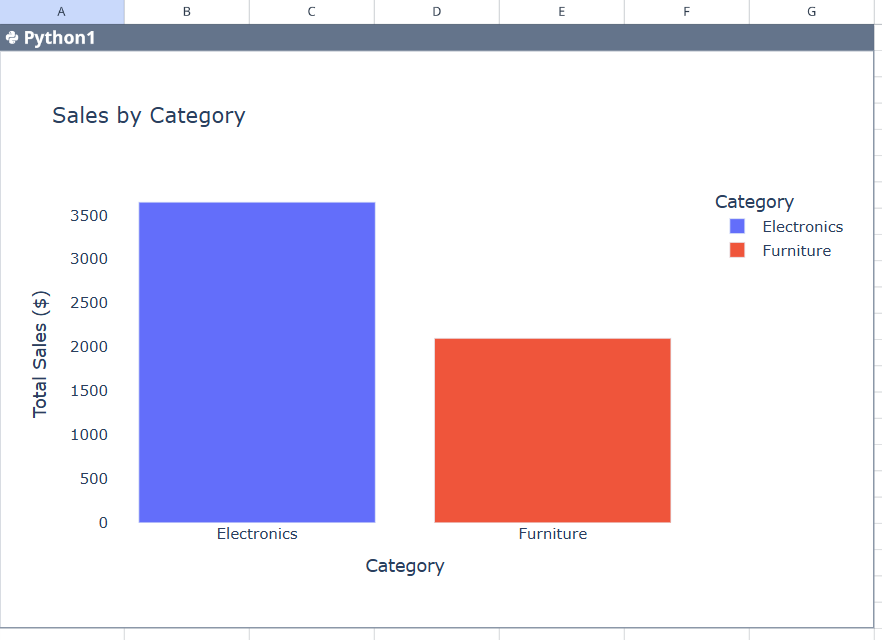 A B C D E F G
Python1
Sales by Category
Category
Electronics
Furniture
3500
3000
2500
2000
1500
1000
500
0
Total Sales ($)
Electronics Furniture
Category